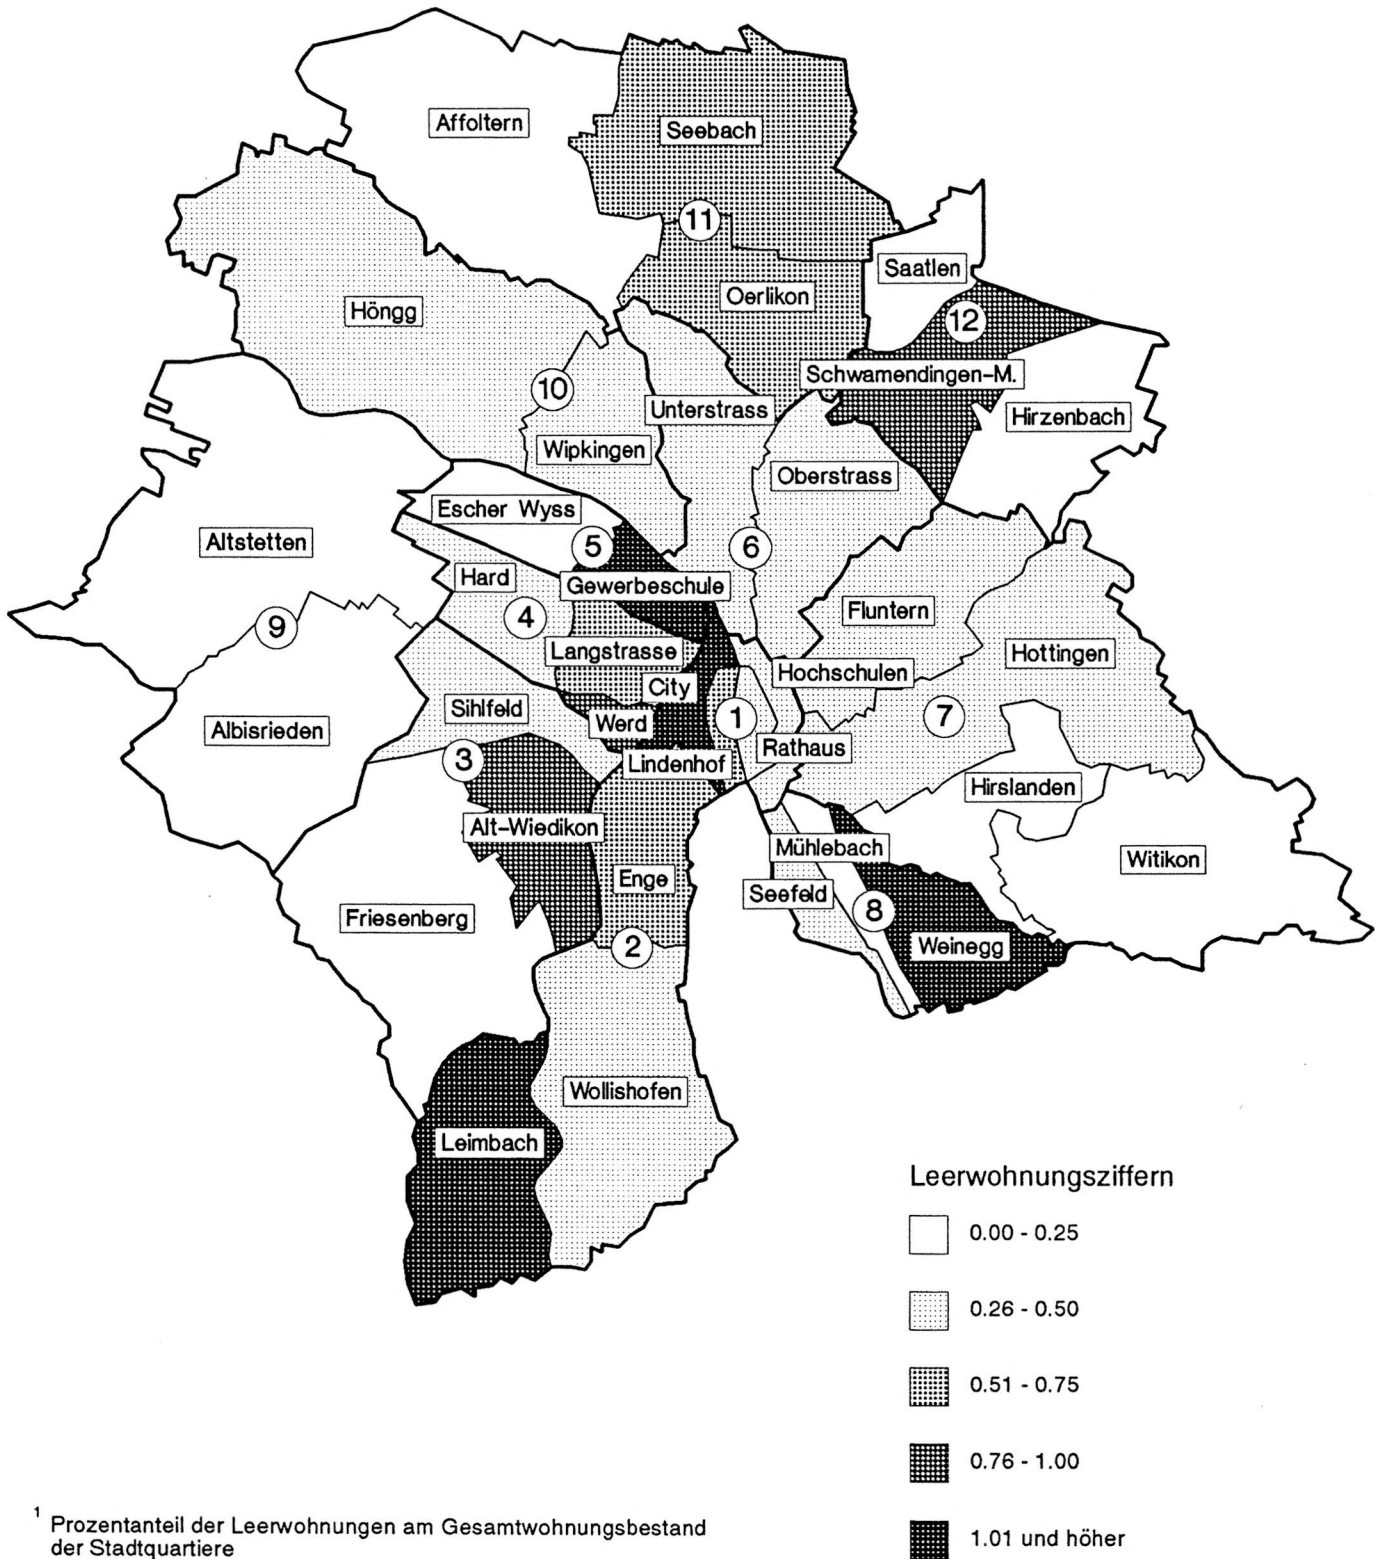 Affoltern
Seebach
11
Saatlen
Oerlikon
Höngg
12
Schwamendingen-M.
10
Unterstrass
Hirzenbach
Wipkingen
Oberstrass
Escher Wyss
Altstetten
5
6
Hard
Gewerbeschule
Fluntern
4
9
Langstrasse
Hottingen
Hochschulen
City
Sihlfeld
1
7
Werd
Albisrieden
Rathaus
3
Lindenhof
Hirslanden
Alt-Wiedikon
Mühlebach
Witikon
Enge
Seefeld
8
Friesenberg
2
Weinegg
Wollishofen
Leimbach
Leerwohnungsziffern
0.00 - 0.25
0.26 - 0.50
0.51 - 0.75
0.76 - 1.00
1.01 und höher
1 Prozentanteil der Leerwohnungen am Gesamtwohnungsbestand
der Stadtquartiere